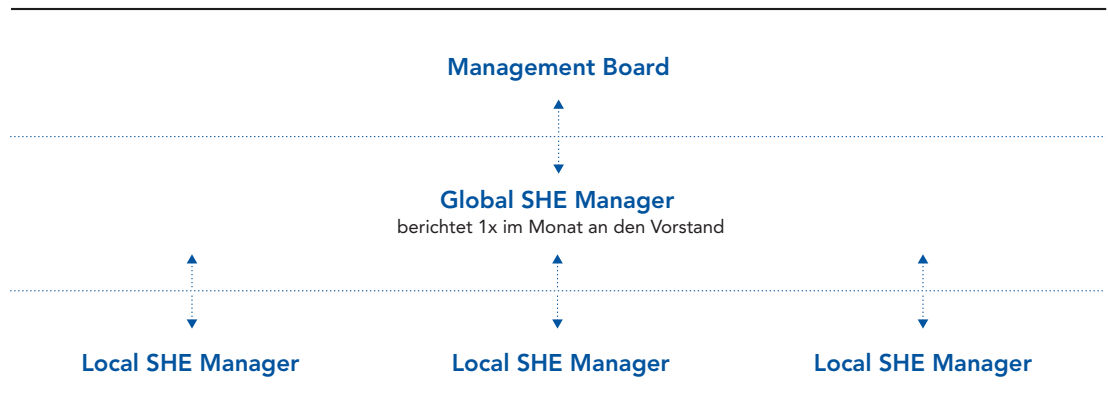 Management Board
Global SHE Manager
berichtet 1x im Monat an den Vorstand
Local SHE Manager
Local SHE Manager
Local SHE Manager